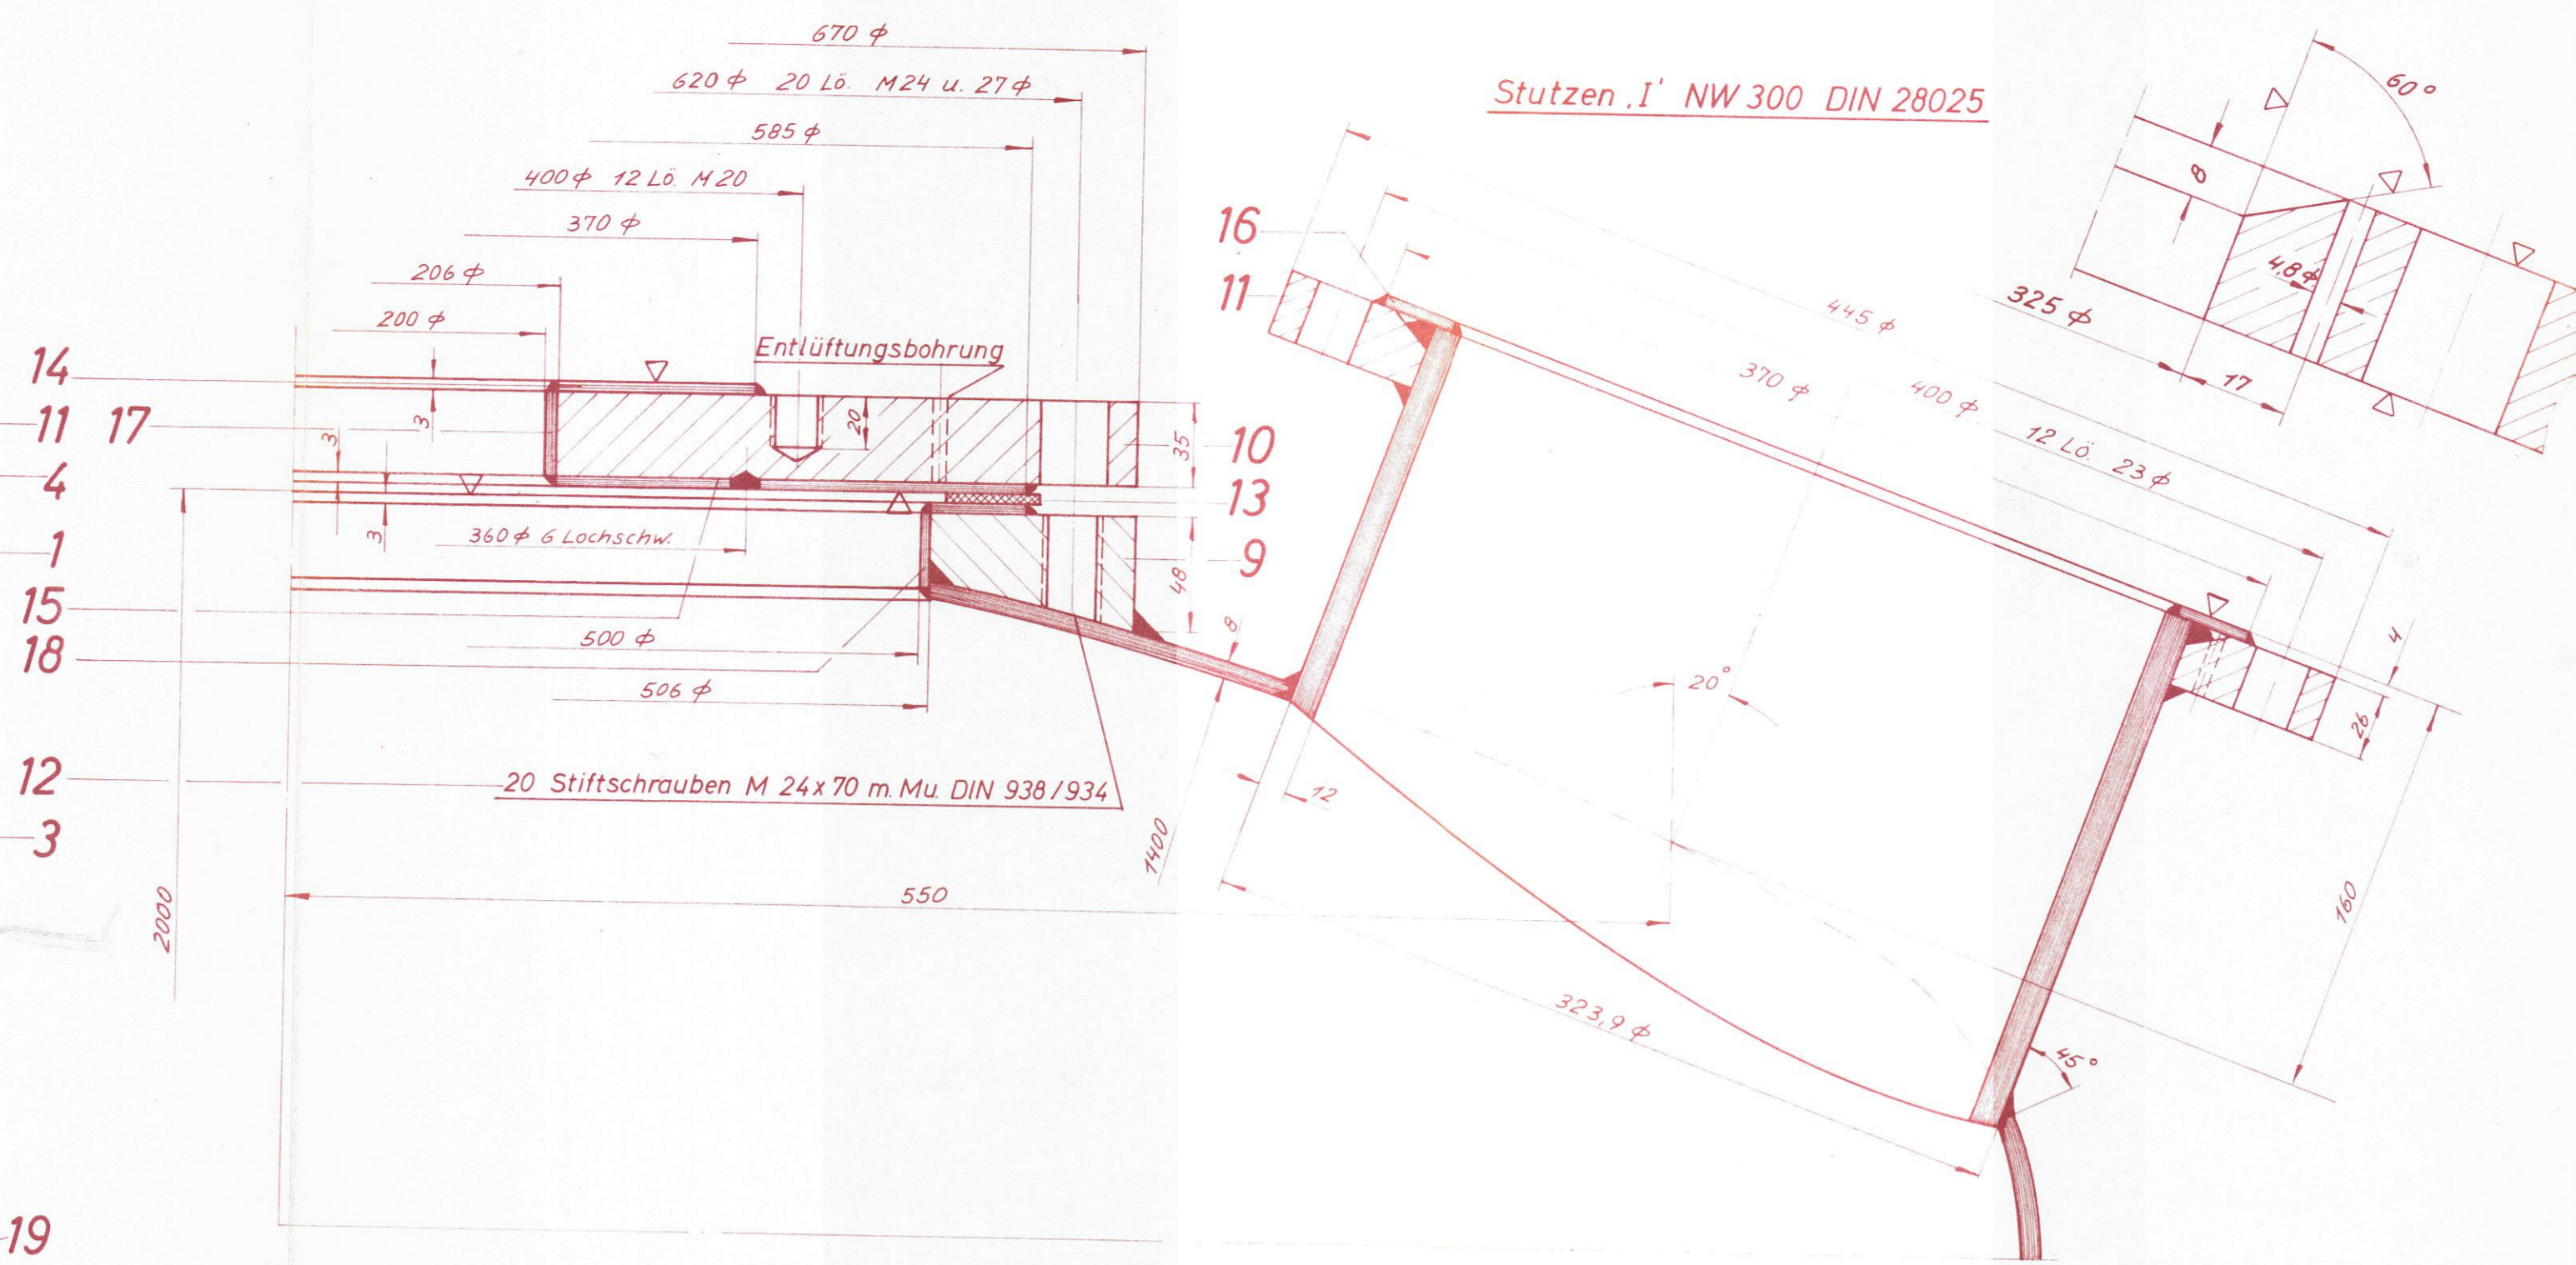 670 ϕ
620 ϕ 20 Lö. M24 u. 27 ϕ
585 ϕ
400 ϕ 12 Lö. M 20
370 ϕ
206 ϕ
200 ϕ
Entlüftungsbohrung
14
11 17
4
1
15
18
12
3
19
3
3
3
20
35
10
13
9
48
360 ϕ 6 Lochschw.
500 ϕ
506 ϕ
20 Stiftschrauben M 24 x 70 m. Mu. DIN 938/934
2000
550
1400
8
12
Stutzen ‚I' NW 300 DIN 28025
16
11
445 ϕ
400 ϕ 12 Lö. 23 ϕ
370 ϕ
20°
323,9 ϕ
45°
160
26
4
60°
8
4,8 ϕ
325 ϕ
17